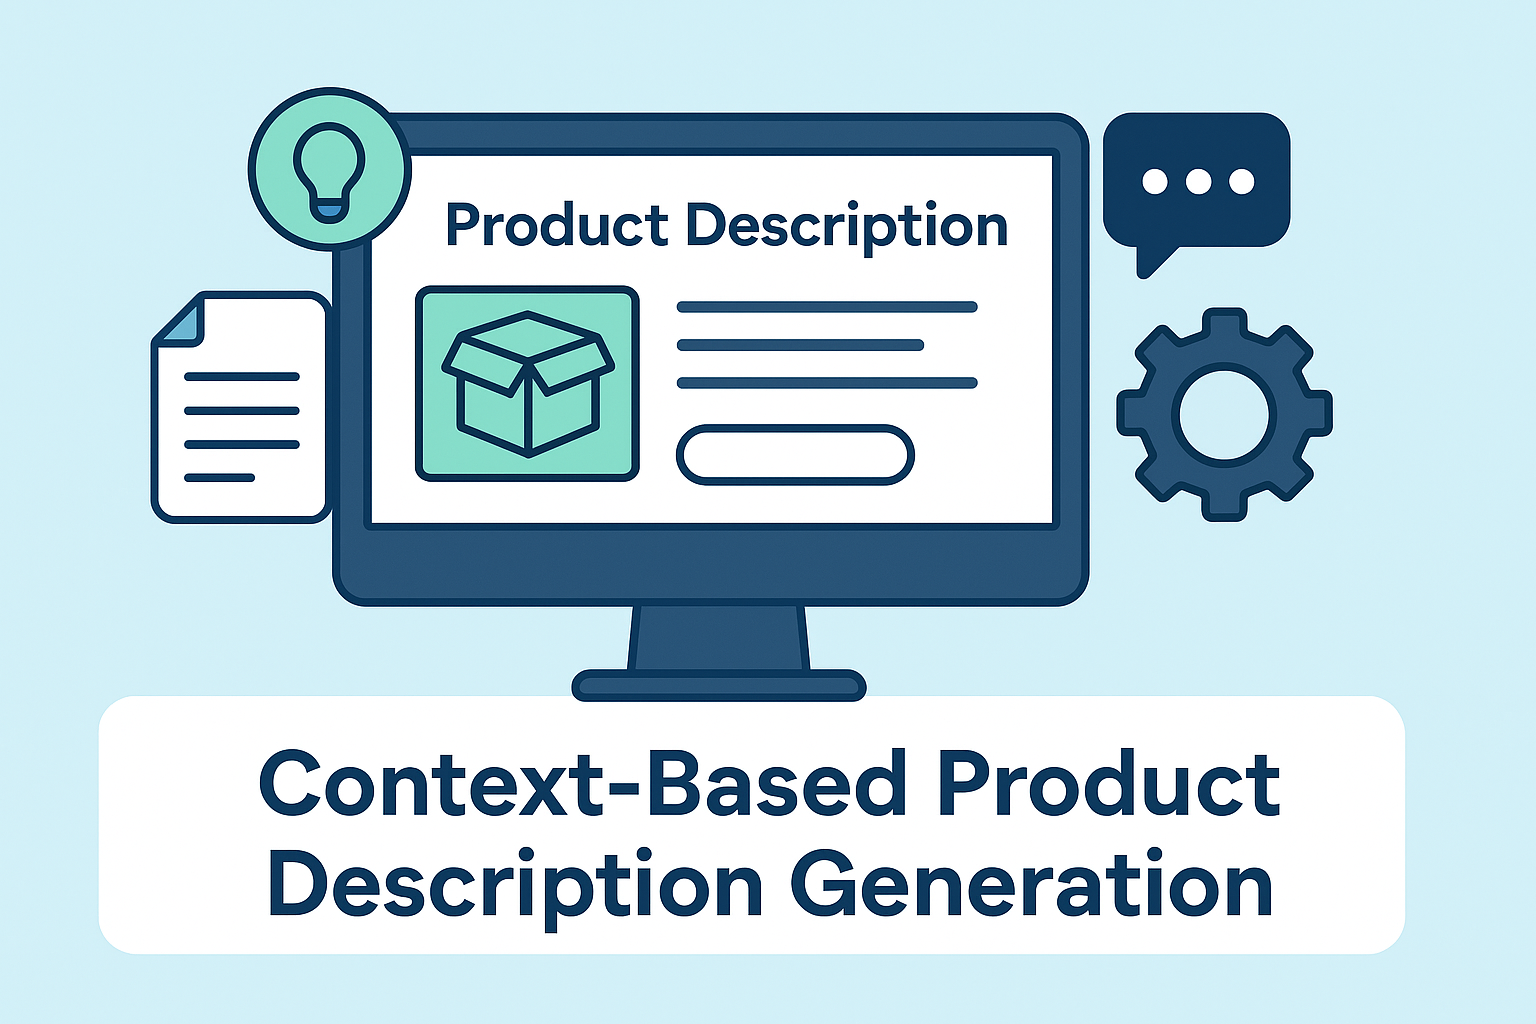 Product Description
Context-Based Product
Description Generation